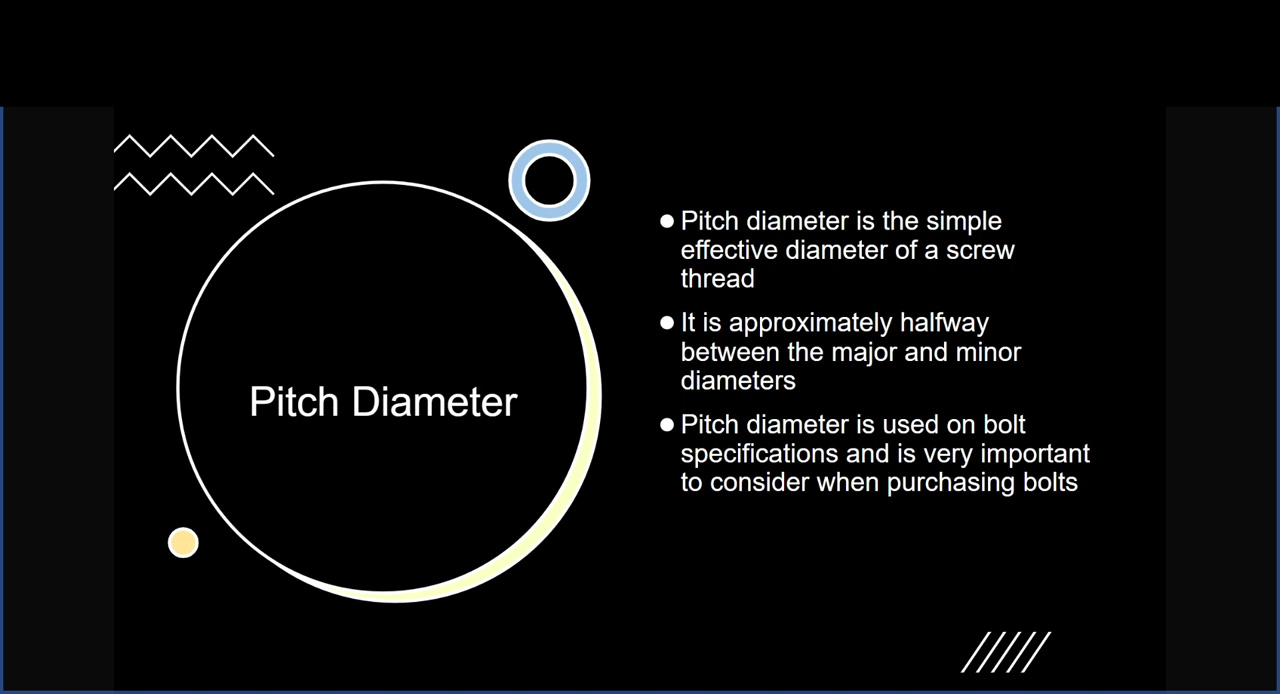 Pitch Diameter
● Pitch diameter is the simple
effective diameter of a screw
thread
● It is approximately halfway
between the major and minor
diameters
● Pitch diameter is used on bolt
specifications and is very important
to consider when purchasing bolts